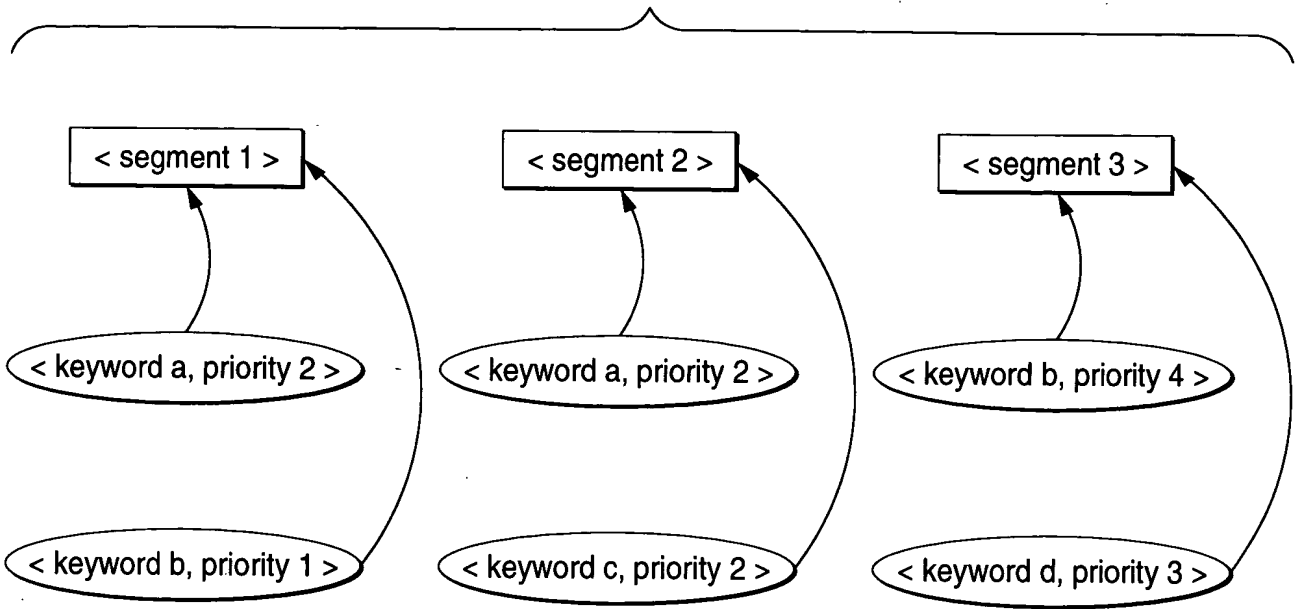 < segment 1 >
< segment 2 >
< segment 3 >
< keyword a, priority 2 >
< keyword a, priority 2 >
< keyword b, priority 4 >
< keyword b, priority 1 >
< keyword c, priority 2 >
< keyword d, priority 3 >